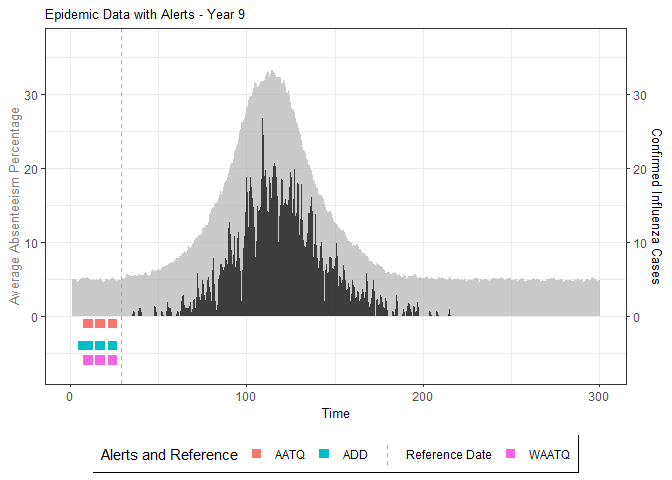 Epidemic Data with Alerts - Year 9
Average Absenteeism Percentage
30
20
10
0
30
20
10
0
Confirmed Influenza Cases
0 100 200 300
Time
Alerts and Reference AATQ ADD Reference Date WAATQ